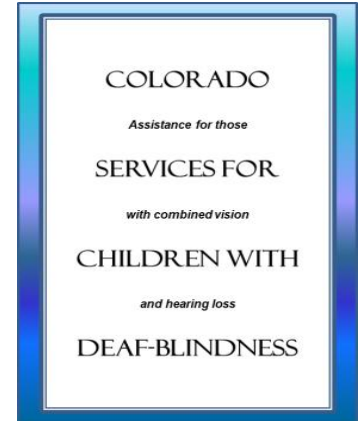 COLORADO
Assistance for those
SERVICES FOR
with combined vision
CHILDREN WITH
and hearing loss
DEAF-BLINDNESS